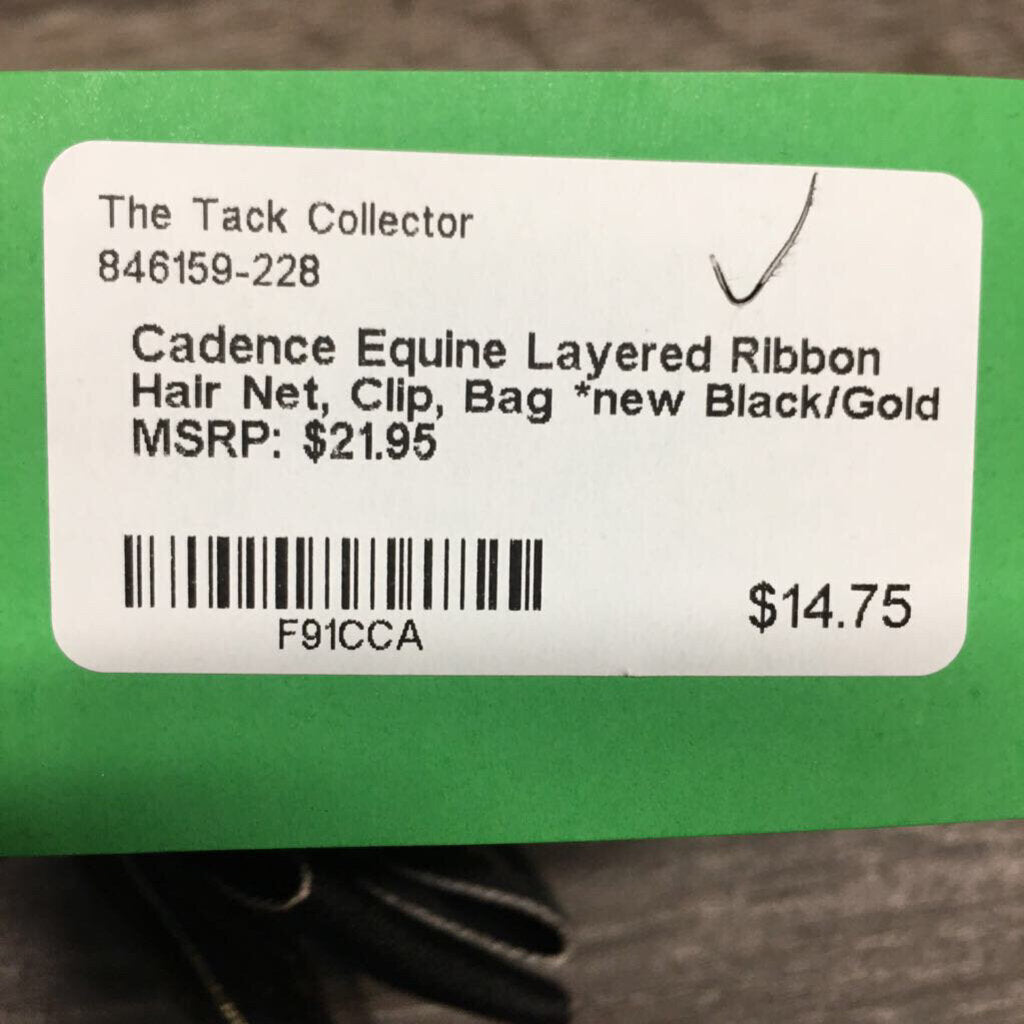 The Tack Collector
846159-228
Cadence Equine Layered Ribbon
Hair Net, Clip, Bag *new Black/Gold
MSRP: $21.95
F91CCA
$14.75